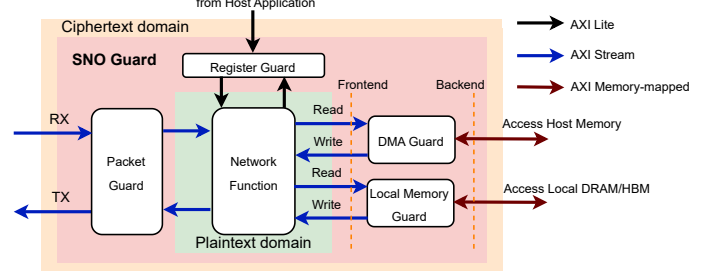 from Host Application
Ciphertext domain
SNO Guard
Register Guard
AXI Lite
AXI Stream
AXI Memory-mapped
Frontend
Backend
RX
TX
Packet
Guard
Network
Function
Read
Write
Read
Write
DMA Guard
Local Memory
Guard
Access Host Memory
Access Local DRAM/HBM
Plaintext domain